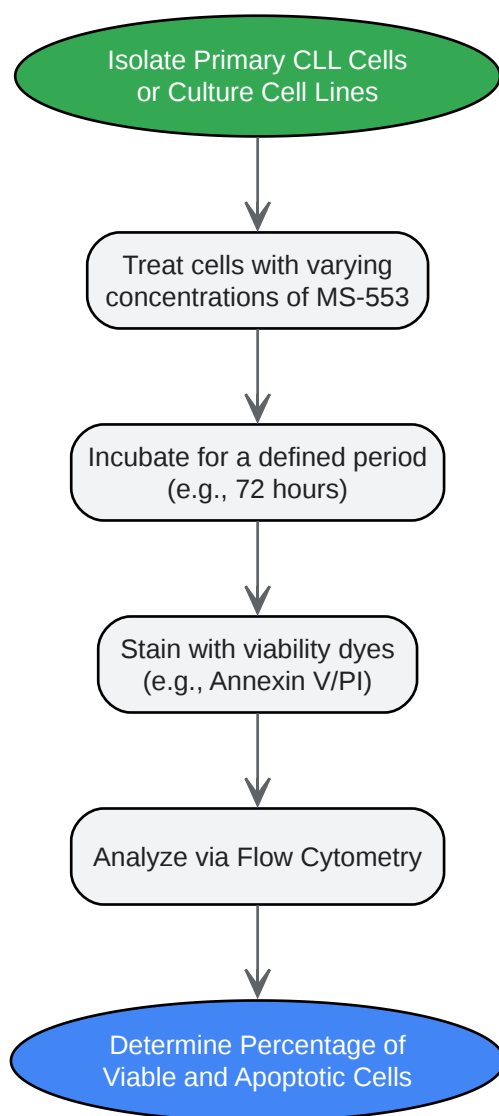 Isolate Primary CLL Cells
or Culture Cell Lines
Treat cells with varying
concentrations of MS-553
Incubate for a defined period
(e.g., 72 hours)
Stain with viability dyes
(e.g., Annexin V/PI)
Analyze via Flow Cytometry
Determine Percentage of
Viable and Apoptotic Cells